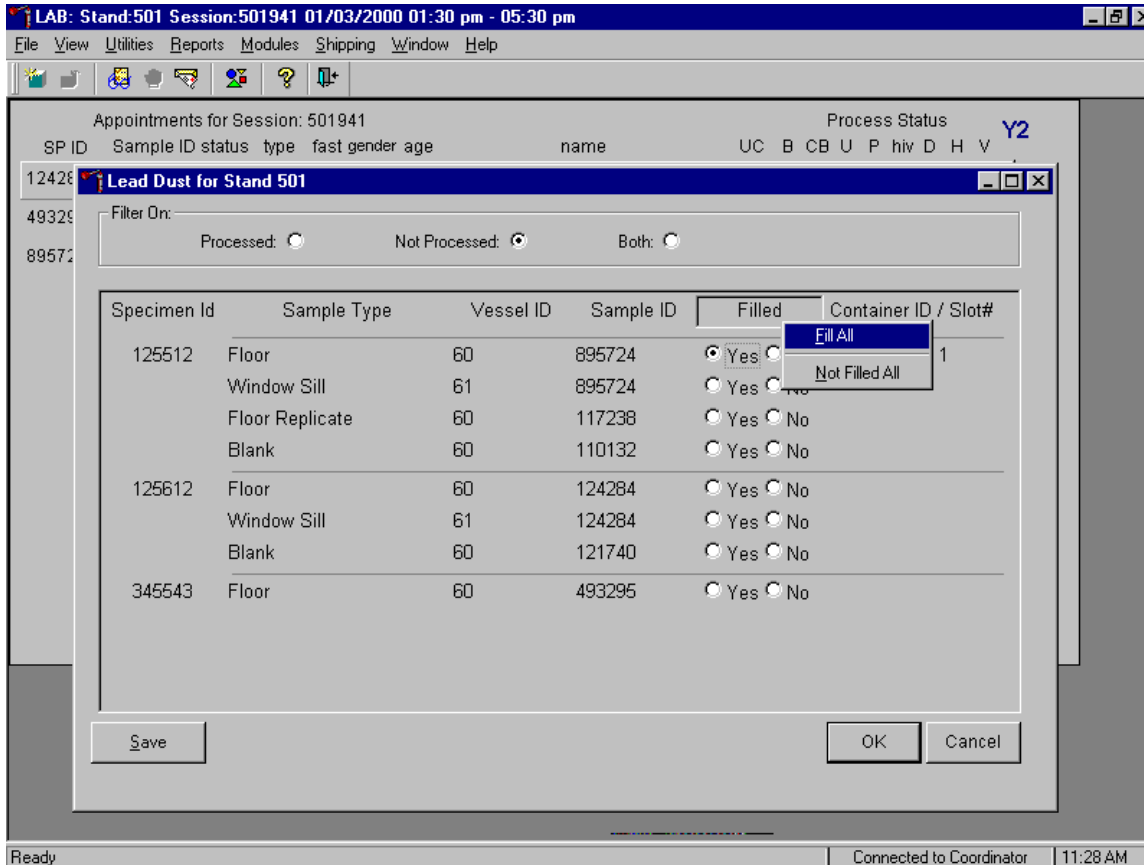 LAB: Stand:501 Session:501941 01/03/2000 01:30 pm - 05:30 pm
File View Utilities Reports Modules Shipping Window Help
Appointments for Session: 501941 Process Status Y2
SP ID Sample ID status type fast gender age name UC B CB U P hiv D H V
12428
Lead Dust for Stand 501
49329
Filter On:
Processed: Not Processed: Both:
89572
Specimen Id Sample Type Vessel ID Sample ID Filled Container ID / Slot#
Fill All
125512 Floor 60 895724 Yes 1
Not Filled All
Window Sill 61 895724 Yes No
Floor Replicate 60 117238 Yes No
Blank 60 110132 Yes No
125612 Floor 60 124284 Yes No
Window Sill 61 124284 Yes No
Blank 60 121740 Yes No
345543 Floor 60 493295 Yes No
Save OK Cancel
Ready Connected to Coordinator 11:28 AM